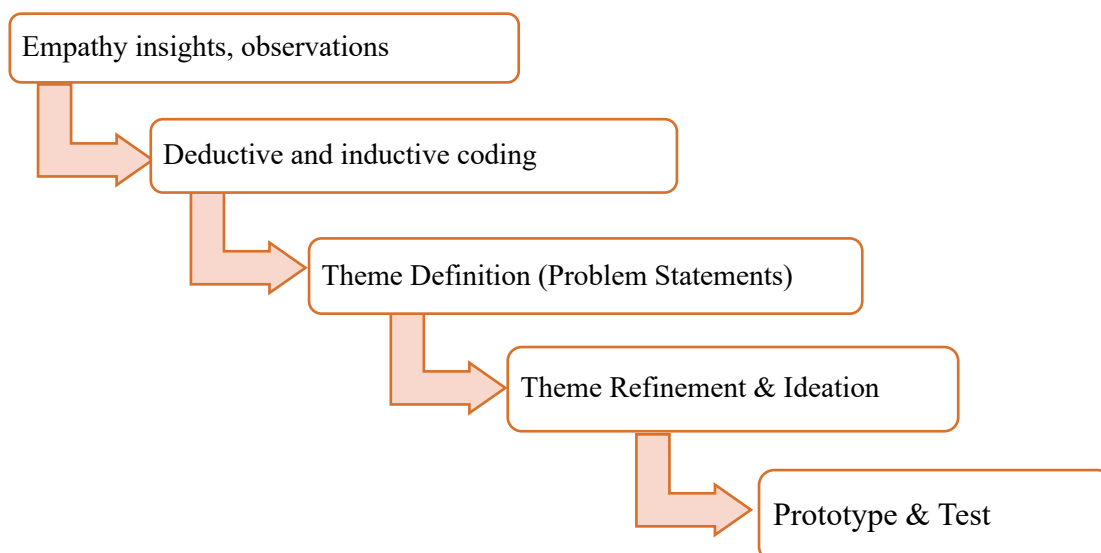 Empathy insights, observations
Deductive and inductive coding
Theme Definition (Problem Statements)
Theme Refinement & Ideation
Prototype & Test